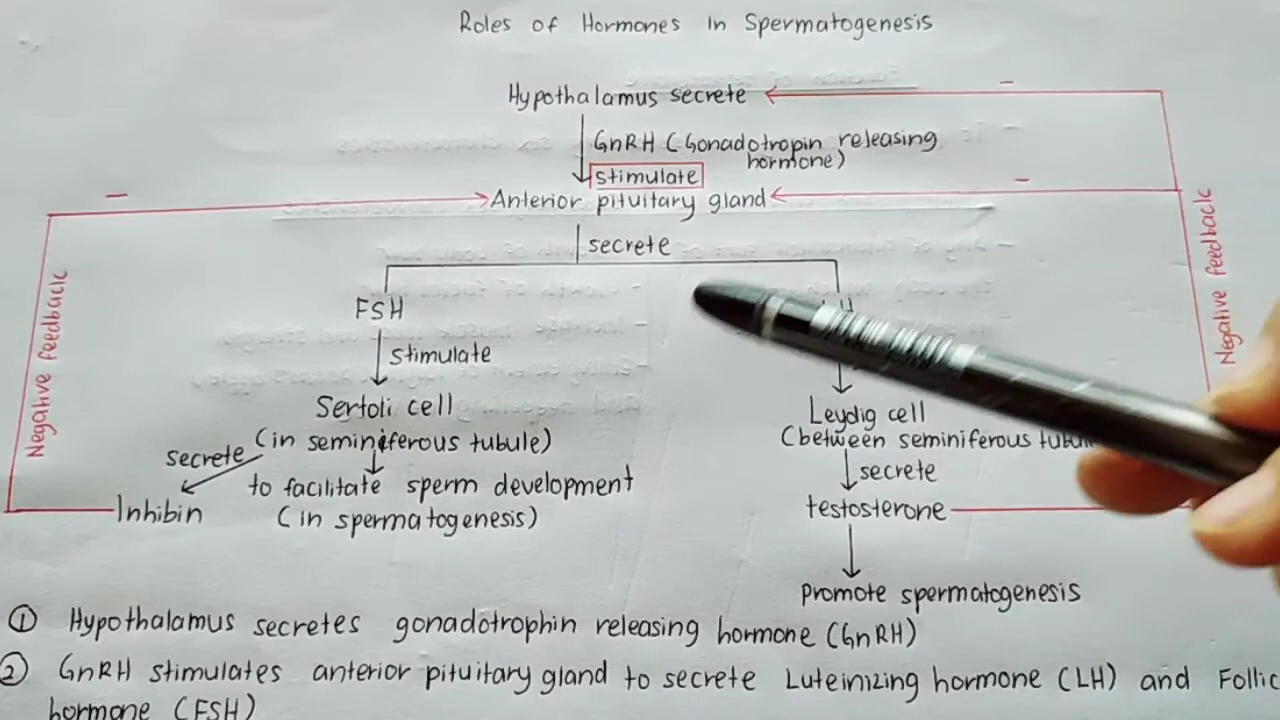 Roles of Hormones In Spermatogenesis
Hypothalamus secrete
GnRH (Gonadotropin releasing
hormone)
stimulate
Anterior pituitary gland
secrete
FSH
stimulate
Sertoli cell
(in seminiferous tubule)
secrete
to facilitate sperm development
(in spermatogenesis)
Inhibin
Negative feedback
Leydig cell
(between seminiferous
secrete
testosterone
Promote spermatogenesis
Negative feedback
① Hypothalamus secretes gonadotrophin releasing hormone (GnRH)
② GnRH stimulates anterior pituitary gland to secrete Luteinizing hormone (LH) and
hormone (FSH)